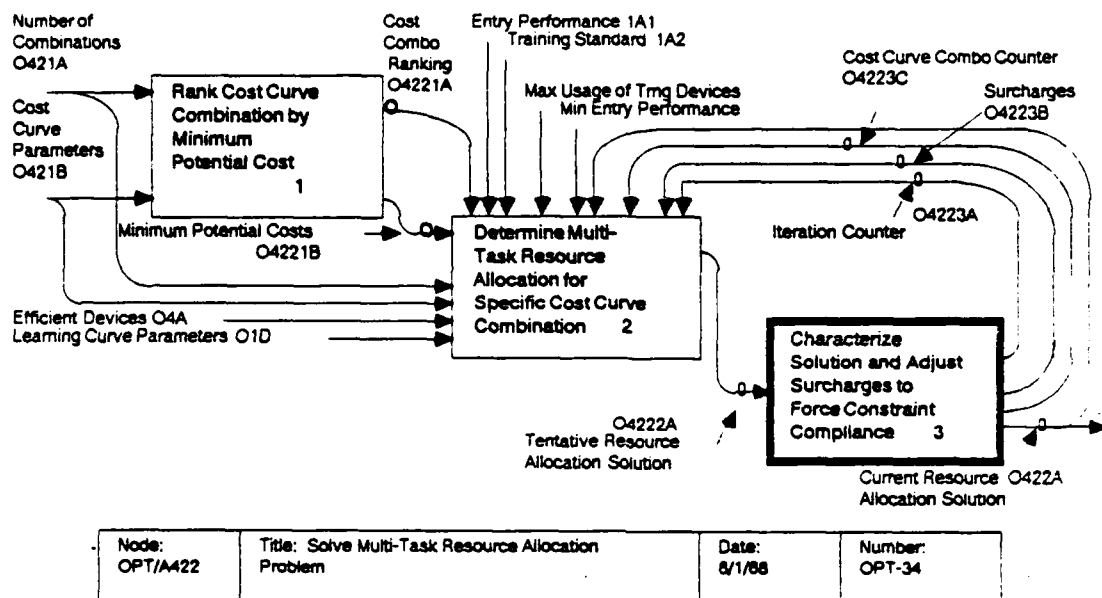 Number of
Combinations
O421A
Cost
Curve
Parameters
O421B
Rank Cost Curve
Combination by
Minimum
Potential Cost
1
Cost
Combo
Ranking
O4221A
Entry Performance 1A1
Training Standard 1A2
Max Usage of Trng Devices
Min Entry Performance
Cost Curve Combo Counter
O4223C
Surcharges
O4223B
O4223A
Iteration Counter
Minimum Potential Costs
O4221B
Determine Multi-
Task Resource
Allocation for
Specific Cost Curve
Combination 2
Efficient Devices O4A
Learning Curve Parameters O1D
Characterize
Solution and Adjust
Surcharges to
Force Constraint
Compliance 3
O4222A
Tentative Resource
Allocation Solution
Current Resource O422A
Allocation Solution
Node:
OPT/A422
Title: Solve Multi-Task Resource Allocation
Problem
Date:
Number:
OPT-34